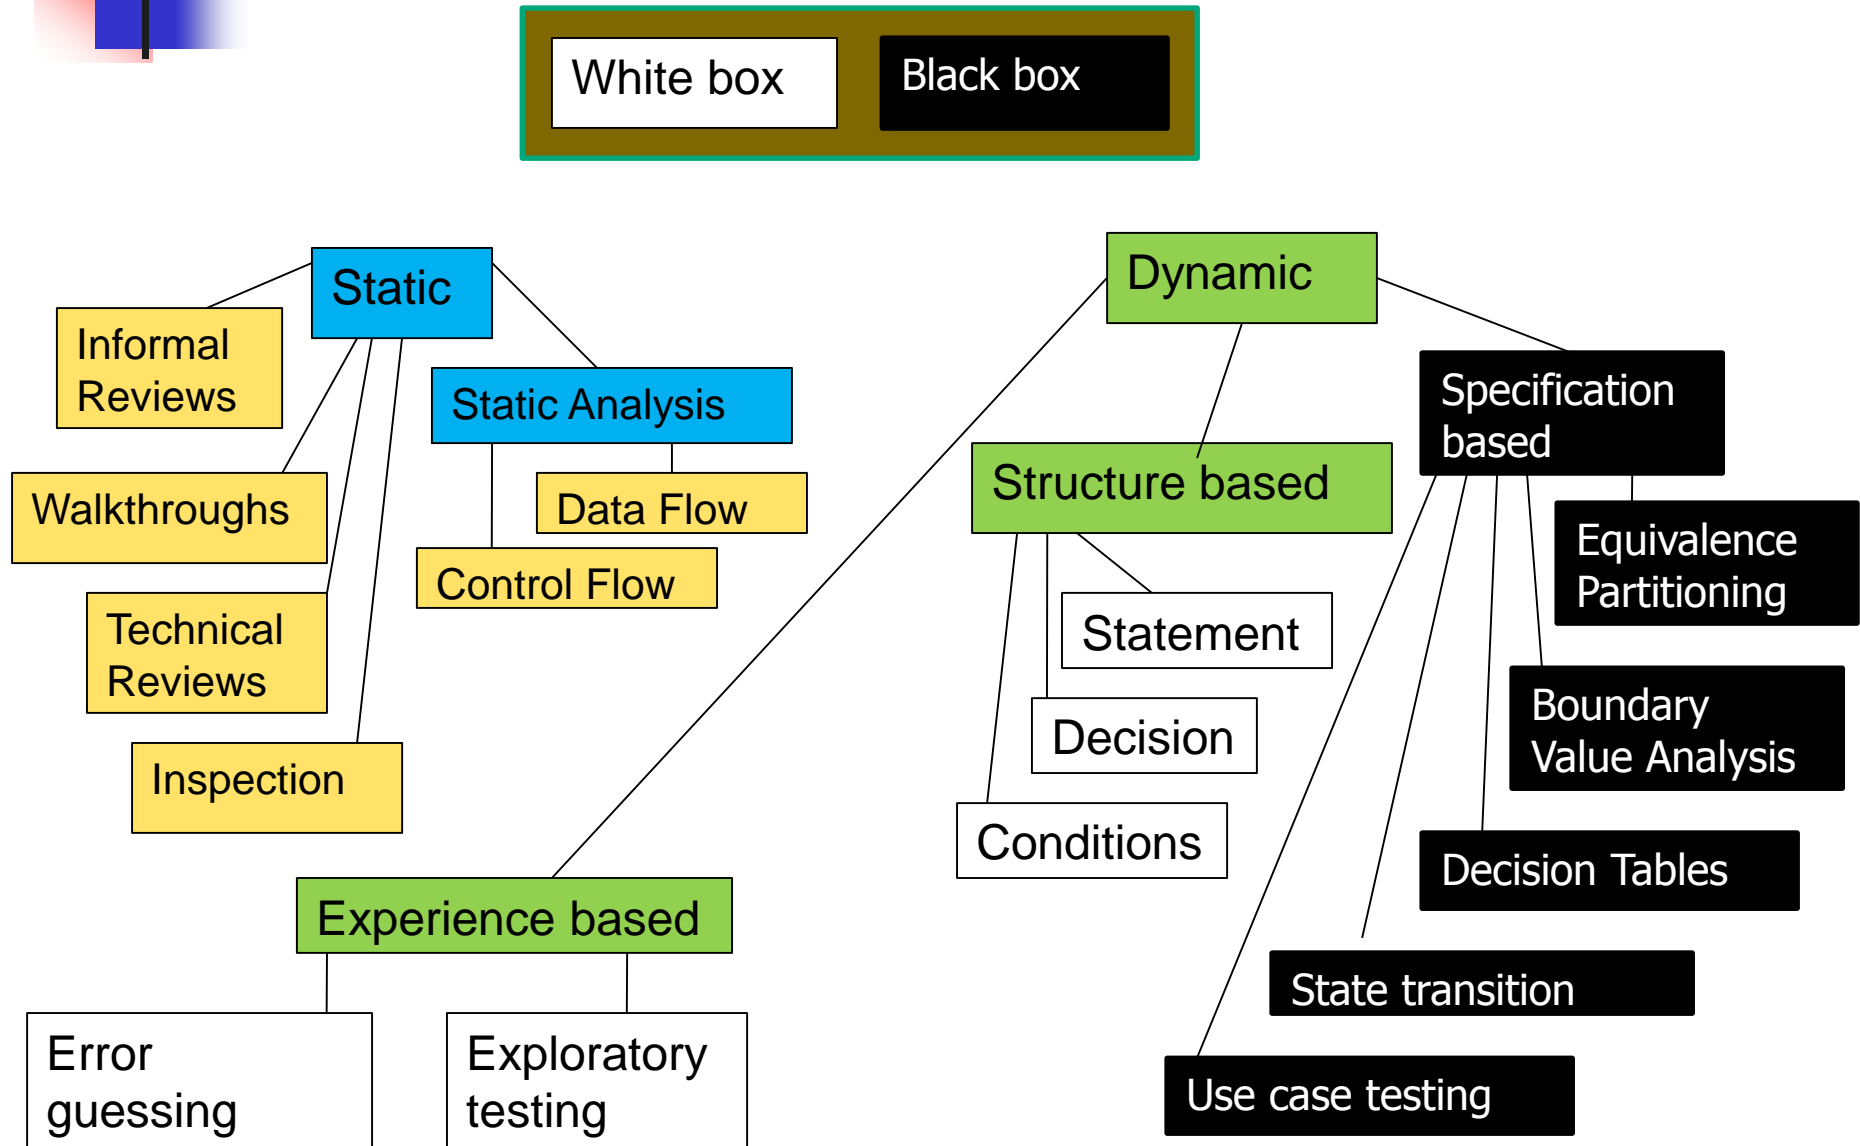 White box
Black box
Static
Dynamic
Informal
Reviews
Static Analysis
Specification
based
Walkthroughs
Data Flow
Structure based
Control Flow
Equivalence
Partitioning
Technical
Reviews
Statement
Inspection
Decision
Boundary
Value Analysis
Conditions
Decision Tables
Experience based
State transition
Error
guessing
Exploratory
testing
Use case testing